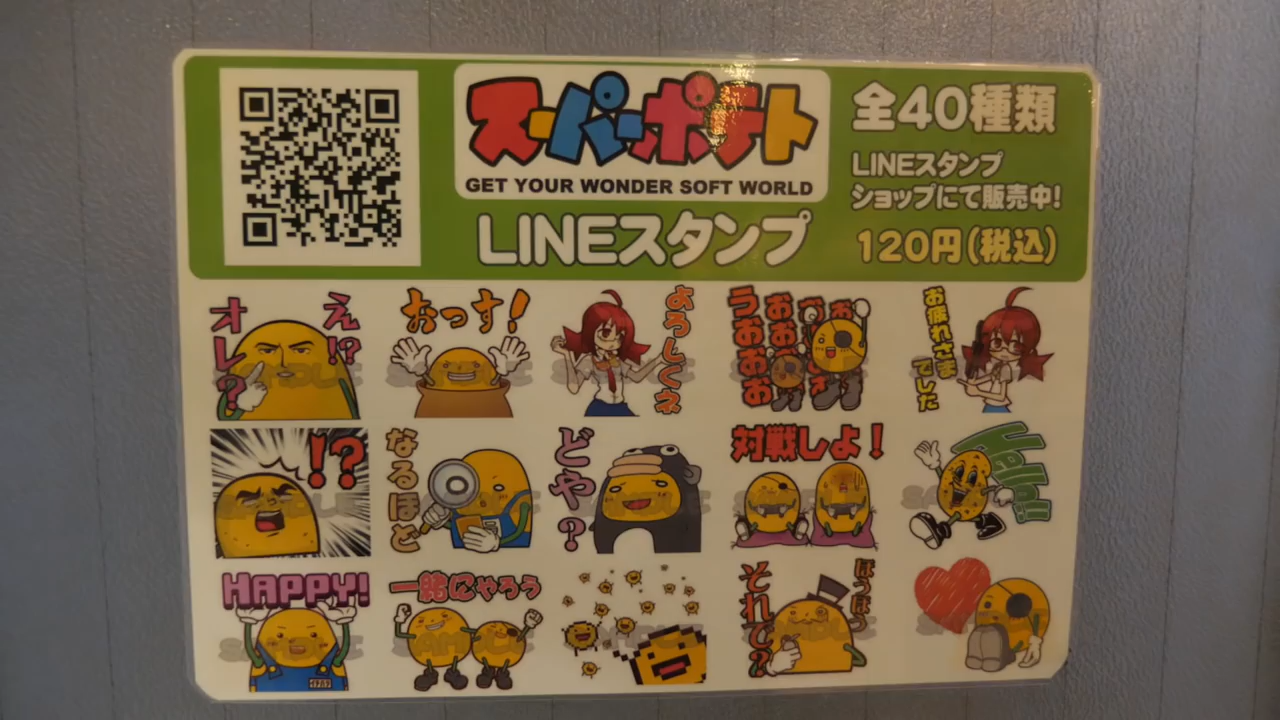 スーパーポテト
GET YOUR WONDER SOFT WORLD
LINEスタンプ
全40種類
LINEスタンプ
ショップにて販売中!
120円(税込)
え!?
オレ?
おっす!
よろしくネ
うおおお
おおお
お疲れさま
でした
!?
なるほど
どや?
対戦しよ!
Hello!!
HAPPY!
一緒にやろう
ほうほう
それで?
SAMPLE